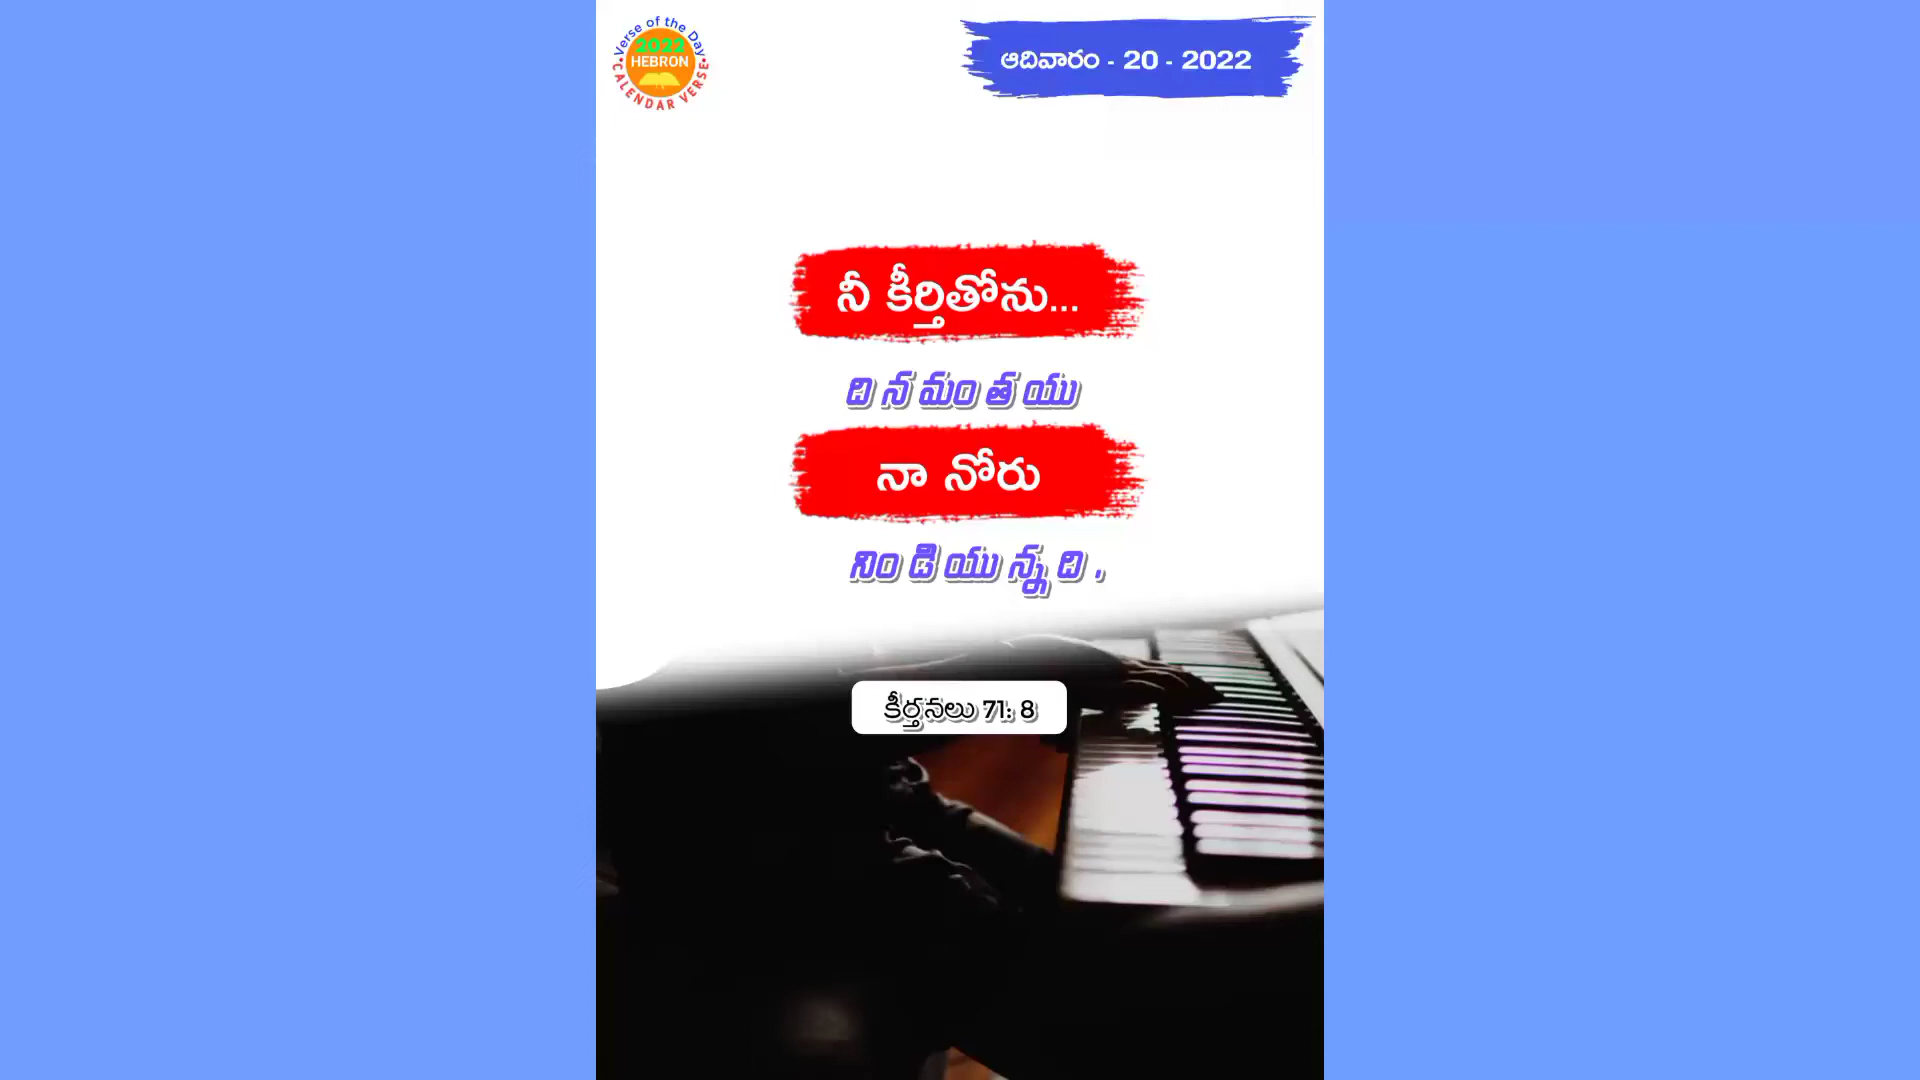 Verse of the Day
2022
HEBRON
CALENDAR VERSE
ఆదివారం - 20 - 2022
నీ కీర్తితోను...
దినమంతయు
నా నోరు
నిండియున్నది.
కీర్తనలు 71: 8